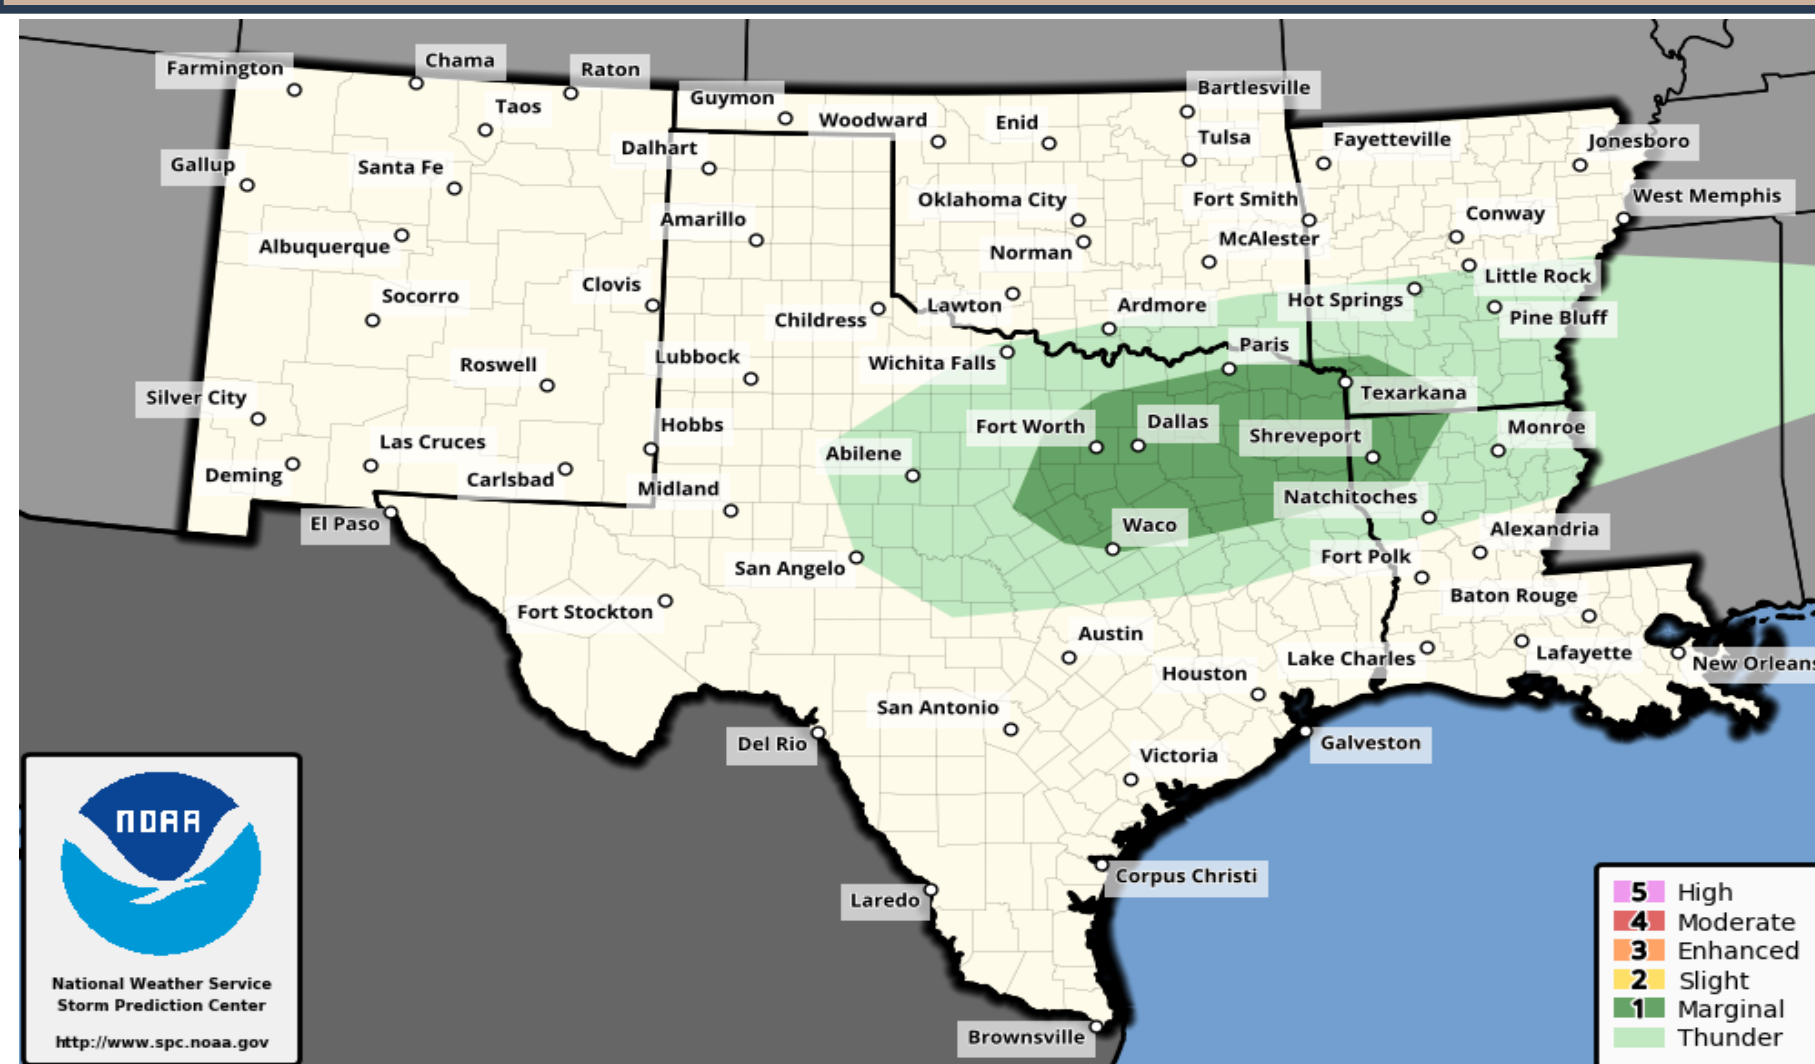 Farmington
Chama
Raton
Taos
Guymon
Woodward
Enid
Bartlesville
Tulsa
Fayetteville
Jonesboro
Gallup
Santa Fe
Dalhart
Oklahoma City
Fort Smith
West Memphis
Amarillo
Conway
Albuquerque
Norman
McAlester
Socorro
Clovis
Childress
Lawton
Ardmore
Hot Springs
Little Rock
Pine Bluff
Roswell
Lubbock
Wichita Falls
Paris
Silver City
Texarkana
Las Cruces
Hobbs
Fort Worth
Dallas
Shreveport
Monroe
Deming
Carlsbad
Midland
Abilene
Natchitoches
El Paso
Waco
Alexandria
San Angelo
Fort Polk
Fort Stockton
Baton Rouge
Austin
Houston
Lake Charles
Lafayette
New Orleans
San Antonio
Del Rio
Galveston
Victoria
Corpus Christi
Laredo
Brownsville
NOAA
National Weather Service
Storm Prediction Center
http://www.spc.noaa.gov
5 High
4 Moderate
3 Enhanced
2 Slight
1 Marginal
Thunder